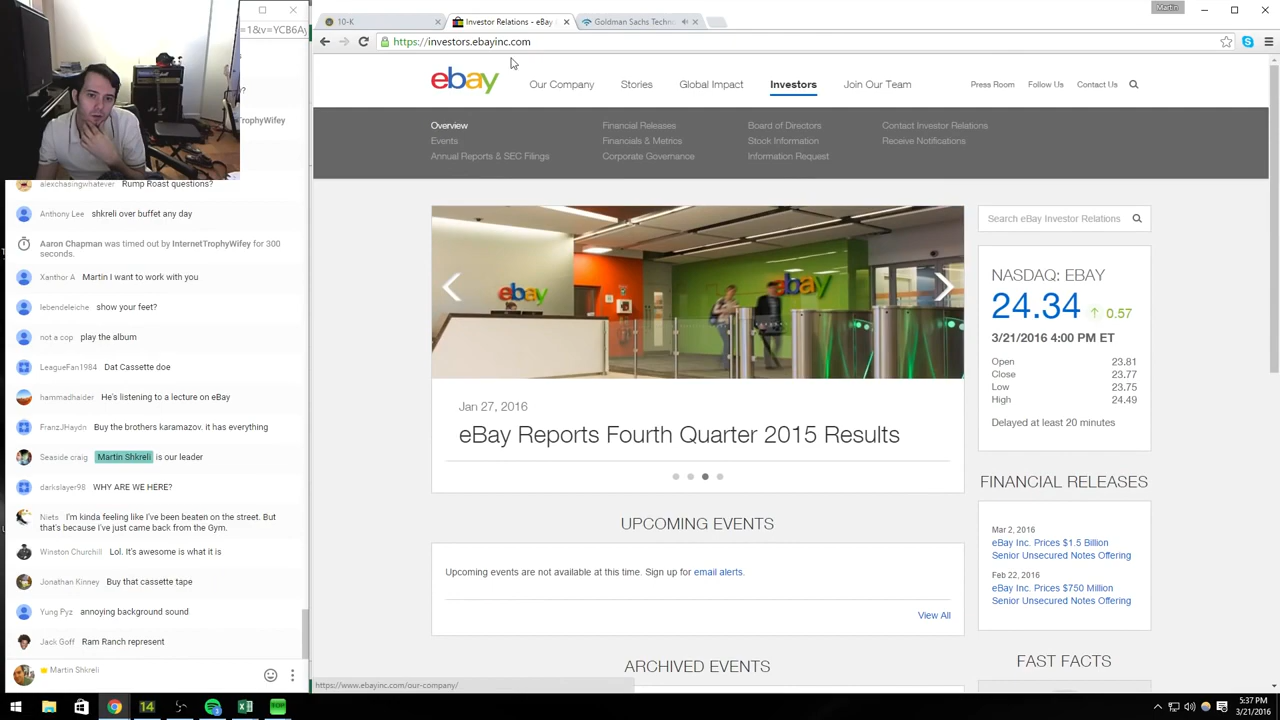 =1&v=YCB6Ay
TrophyWifey
alexchasingwhatever Rump Roast questions?
Anthony Lee shkreli over buffet any day
Aaron Chapman was timed out by InternetTrophyWifey for 300
seconds.
Xanthor A Martin I want to work with you
lebendeleiche show your feet?
not a cop play the album
LeagueFan1984 Dat Cassette doe
hammadhaider He's listening to a lecture on eBay
FranzJHaydn Buy the brothers karamazov. it has everything
Seaside craig Martin Shkreli is our leader
darkslayer98 WHY ARE WE HERE?
Niets I'm kinda feeling like I've been beaten on the street. But
that's because I've just came back from the Gym.
Winston Churchill Lol. It's awesome is what it is
Jonathan Kinney Buy that cassette tape
Yung Pyz annoying background sound
Jack Goff Ram Ranch represent
Martin Shkreli
Martin
10-K
Investor Relations - eBay
Goldman Sachs Techn
https://investors.ebayinc.com
ebay
Our Company
Stories
Global Impact
Investors
Join Our Team
Press Room
Follow Us
Contact Us
Overview
Events
Annual Reports & SEC Filings
Financial Releases
Financials & Metrics
Corporate Governance
Board of Directors
Stock Information
Information Request
Contact Investor Relations
Receive Notifications
ebay
ebay
Jan 27, 2016
eBay Reports Fourth Quarter 2015 Results
UPCOMING EVENTS
Upcoming events are not available at this time. Sign up for email alerts.
View All
ARCHIVED EVENTS
Search eBay Investor Relations
NASDAQ: EBAY
24.34 ↑ 0.57
3/21/2016 4:00 PM ET
Open 23.81
Close 23.77
Low 23.75
High 24.49
Delayed at least 20 minutes
FINANCIAL RELEASES
Mar 2, 2016
eBay Inc. Prices $1.5 Billion
Senior Unsecured Notes Offering
Feb 22, 2016
eBay Inc. Prices $750 Million
Senior Unsecured Notes Offering
FAST FACTS
https://www.ebayinc.com/our-company/
14
TOP
5:37 PM
3/21/2016